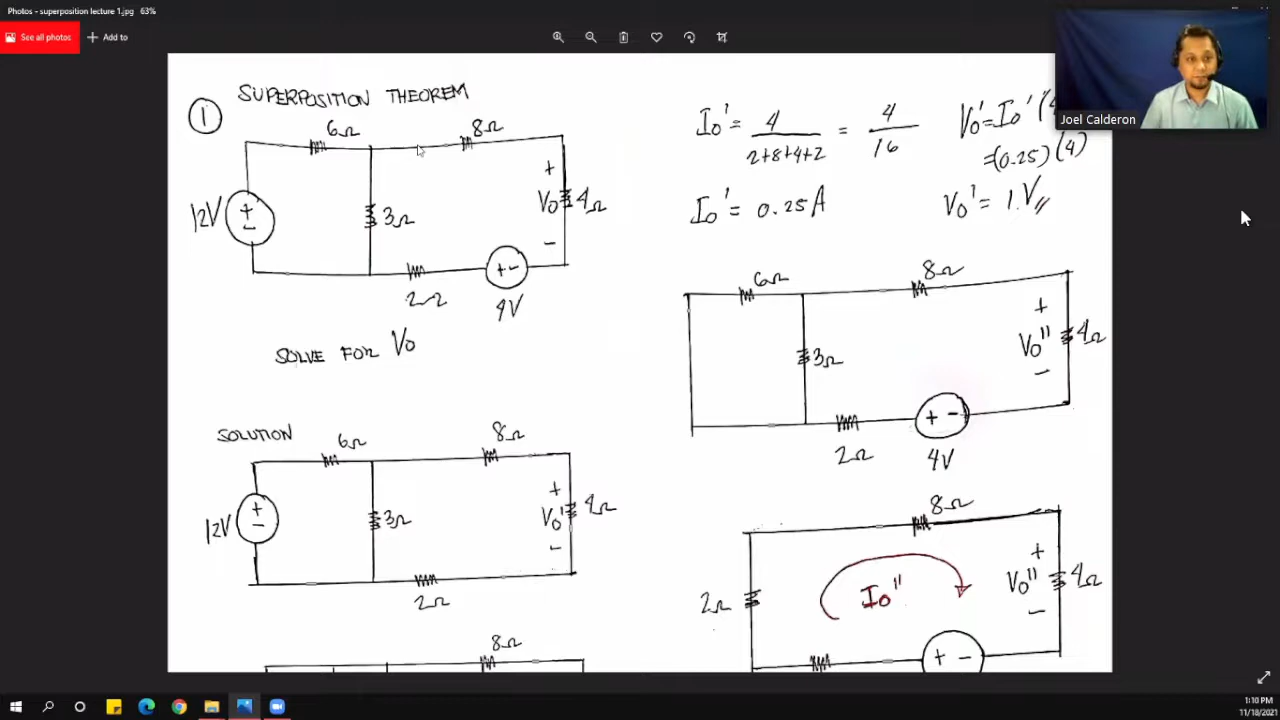 Photos - superposition lecture 1.jpg 63%
See all photos
Add to
Joel Calderon
1
SUPERPOSITION THEOREM
6Ω
8Ω
12V
+
-
3Ω
+
Vo
-
4Ω
2Ω
+ -
4V
SOLVE FOR Vo
SOLUTION
6Ω
8Ω
12V
+
-
3Ω
+
Vo'
-
4Ω
2Ω
8Ω
Io' = 4 / 2+8+4+2 = 4 / 16
Io' = 0.25A
Vo' = Io' (
= (0.25)(4)
Vo' = 1V
6Ω
8Ω
3Ω
+
Vo''
-
4Ω
2Ω
+ -
4V
8Ω
2Ω
Io''
+
Vo''
-
4Ω
+ -
1:10 PM
11/18/2021